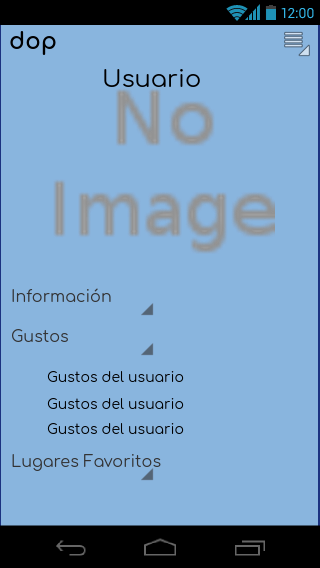 12:00
dop
Usuario
No
Image
Información
Gustos
Gustos del usuario
Gustos del usuario
Gustos del usuario
Lugares Favoritos